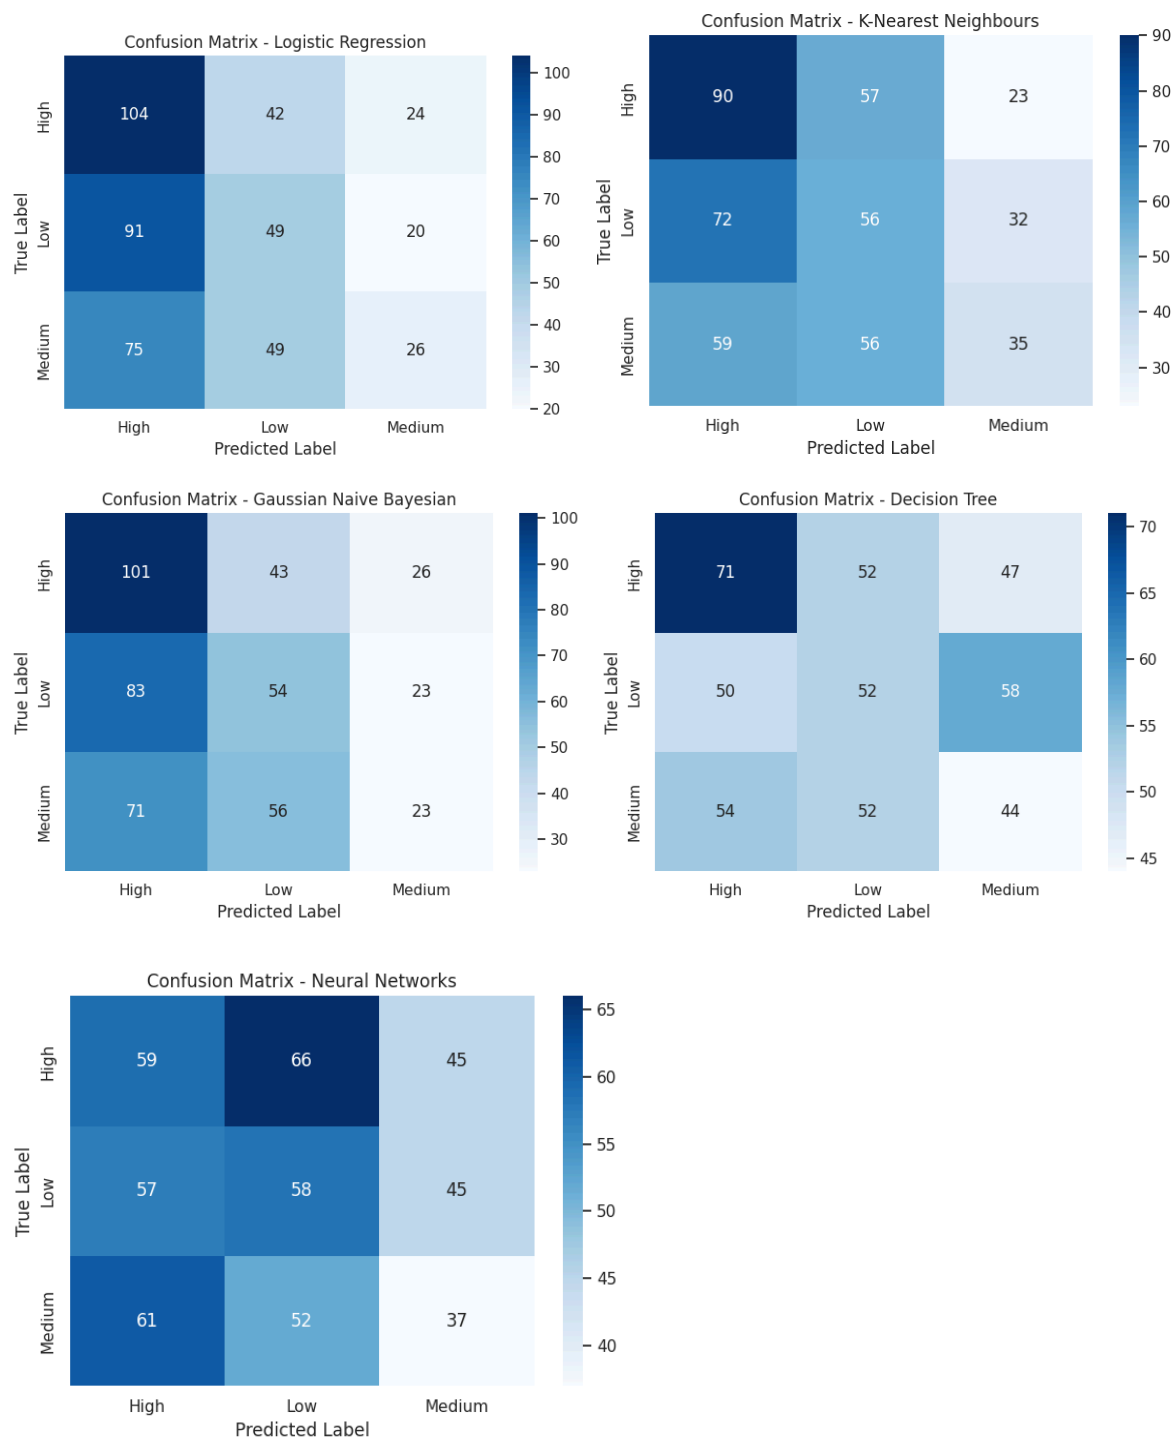 Confusion Matrix - Logistic Regression
High 104 42 24
Low 91 49 20
Medium 75 49 26
True Label
High Low Medium
Predicted Label
100
90
80
70
60
50
40
30
20
Confusion Matrix - K-Nearest Neighbours
High 90 57 23
Low 72 56 32
Medium 59 56 35
True Label
High Low Medium
Predicted Label
90
80
70
60
50
40
30
Confusion Matrix - Gaussian Naive Bayesian
High 101 43 26
Low 83 54 23
Medium 71 56 23
True Label
High Low Medium
Predicted Label
100
90
80
70
60
50
40
30
Confusion Matrix - Decision Tree
High 71 52 47
Low 50 52 58
Medium 54 52 44
True Label
High Low Medium
Predicted Label
70
65
60
55
50
45
Confusion Matrix - Neural Networks
High 59 66 45
Low 57 58 45
Medium 61 52 37
True Label
High Low Medium
Predicted Label
65
60
55
50
45
40